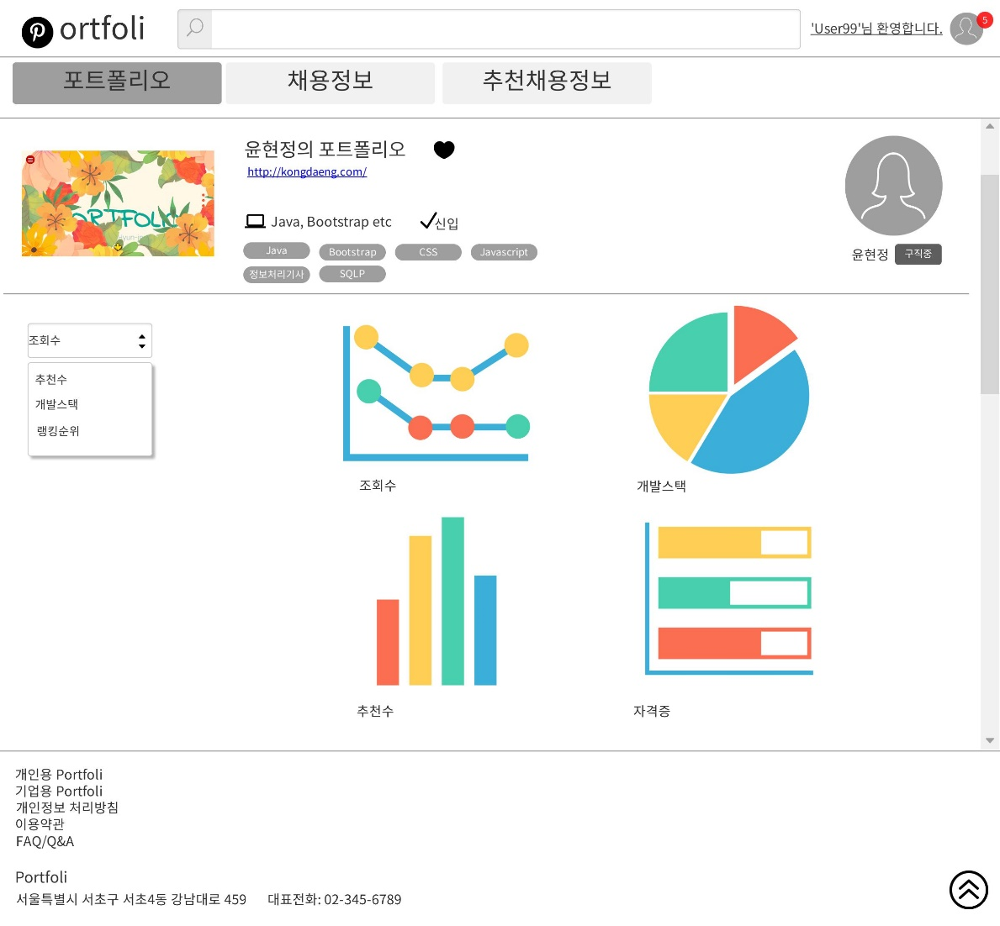 ortfoli
'User99'님 환영합니다.
5
포트폴리오
채용정보
추천채용정보
윤현정의 포트폴리오
http://kongdaeng.com/
ORTFOLI
Java, Bootstrap etc
신입
Java
Bootstrap
CSS
Javascript
정보처리기사
SQLP
윤현정
구직중
조회수
추천수
개발스택
랭킹순위
조회수
개발스택
추천수
자격증
개인용 Portfoli
기업용 Portfoli
개인정보 처리방침
이용약관
FAQ/Q&A
Portfoli
서울특별시 서초구 서초4동 강남대로 459
대표전화: 02-345-6789